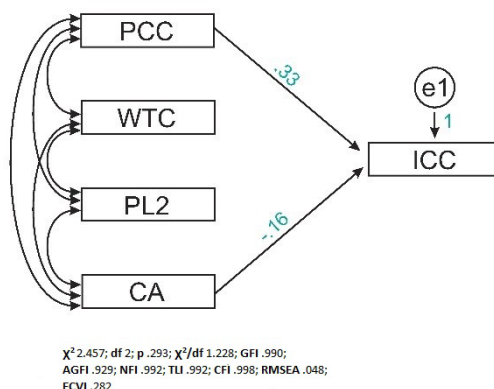 PCC
.33
e1
WTC
1
ICC
PL2
-.16
CA
χ² 2.457; df 2; p .293; χ²/df 1.228; GFI .990;
AGFI .929; NFI .992; TLI .992; CFI .998; RMSEA .048;
ECVI .282